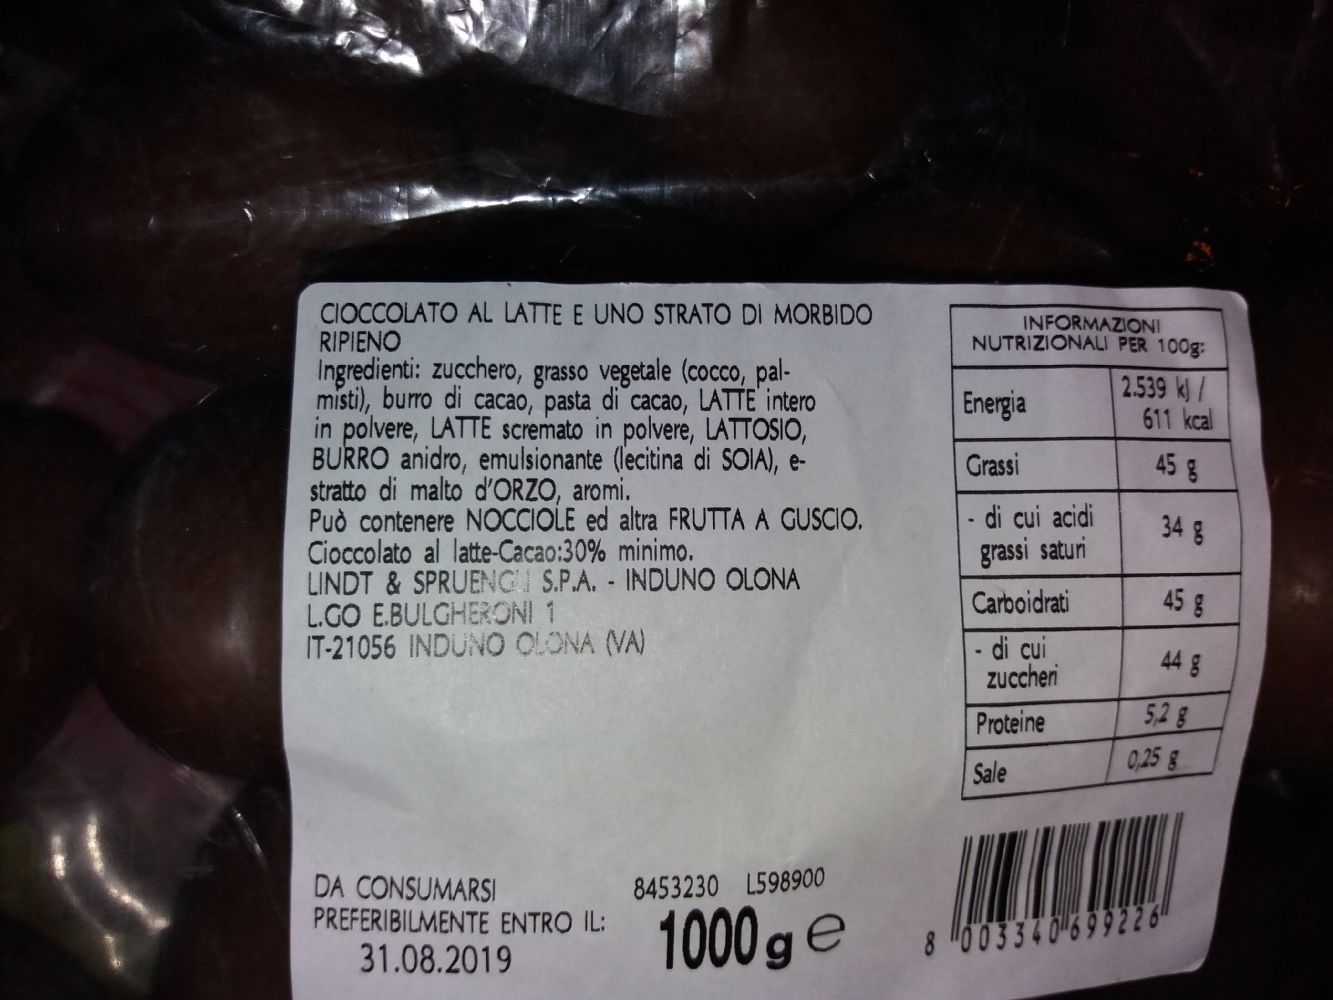 CIOCCOLATO AL LATTE E UNO STRATO DI MORBIDO
RIPIENO
Ingredienti: zucchero, grasso vegetale (cocco, pal-
misti), burro di cacao, pasta di cacao, LATTE intero
in polvere, LATTE scremato in polvere, LATTOSIO,
BURRO anidro, emulsionante (lecitina di SOIA), e-
stratto di malto d'ORZO, aromi.
Può contenere NOCCIOLE ed altra FRUTTA A GUSCIO.
Cioccolato al latte-Cacao:30% minimo.
LINDT & SPRUENGLI S.P.A. - INDUNO OLONA
L.GO E.BULGHERONI 1
IT-21056 INDUNO OLONA (VA)
DA CONSUMARSI
PREFERIBILMENTE ENTRO IL:
31.08.2019
8453230 L598900
1000 g e
INFORMAZIONI
NUTRIZIONALI PER 100g:
Energia 2.539 kJ /
611 kcal
Grassi 45 g
- di cui acidi
grassi saturi 34 g
Carboidrati 45 g
- di cui
zuccheri 44 g
Proteine 5,2 g
Sale 0,25 g
8 003340 699226